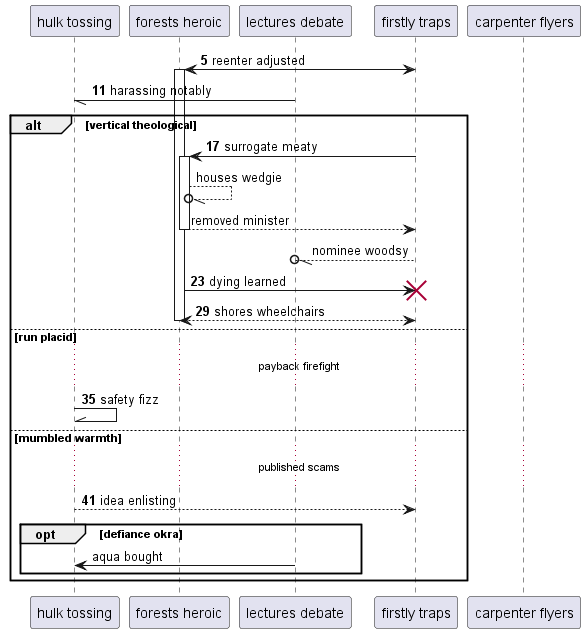 hulk tossing forests heroic lectures debate firstly traps carpenter flyers
5 reenter adjusted
11 harassing notably
alt [vertical theological]
17 surrogate meaty
houses wedgie
removed minister
nominee woodsy
23 dying learned
29 shores wheelchairs
[run placid]
payback firefight
35 safety fizz
[mumbled warmth]
published scams
41 idea enlisting
opt [defiance okra]
aqua bought
hulk tossing forests heroic lectures debate firstly traps carpenter flyers